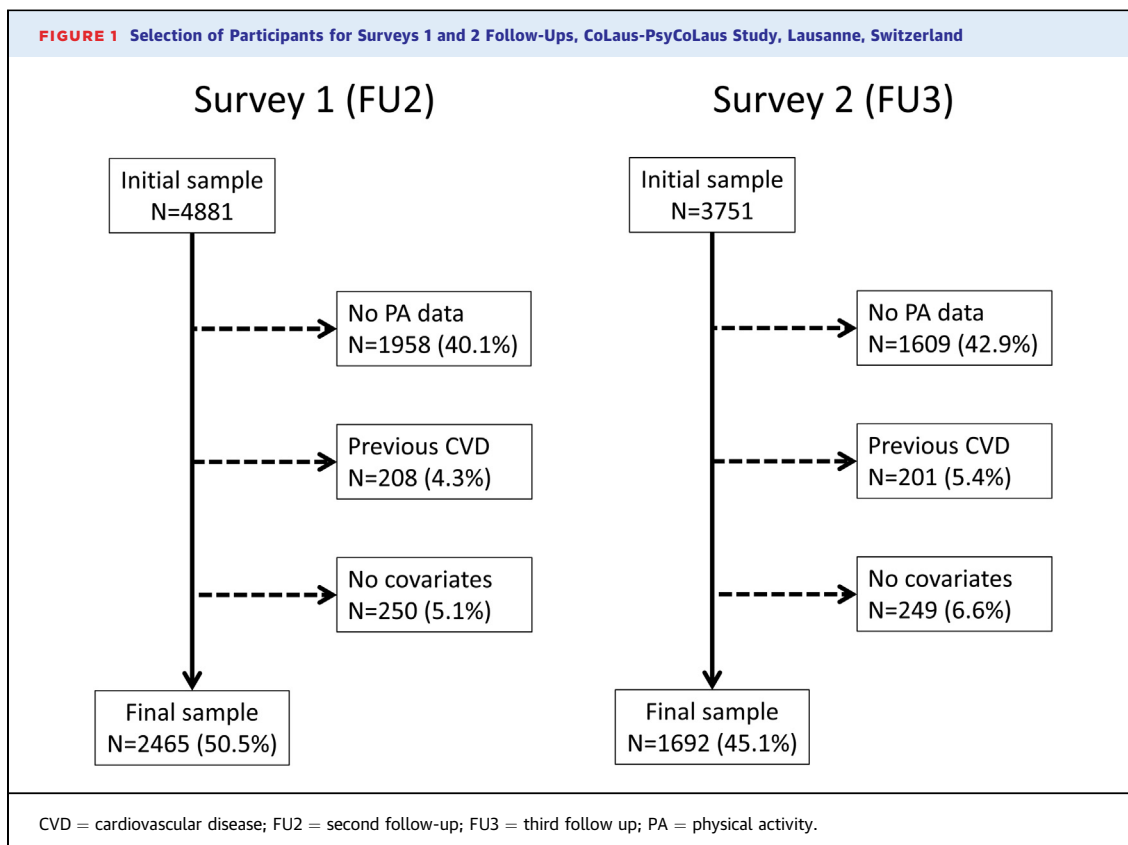 FIGURE 1 Selection of Participants for Surveys 1 and 2 Follow-Ups, CoLaus-PsyCoLaus Study, Lausanne, Switzerland
Survey 1 (FU2)
Initial sample
N=4881
No PA data
N=1958 (40.1%)
Previous CVD
N=208 (4.3%)
No covariates
N=250 (5.1%)
Final sample
N=2465 (50.5%)
Survey 2 (FU3)
Initial sample
N=3751
No PA data
N=1609 (42.9%)
Previous CVD
N=201 (5.4%)
No covariates
N=249 (6.6%)
Final sample
N=1692 (45.1%)
CVD = cardiovascular disease; FU2 = second follow-up; FU3 = third follow up; PA = physical activity.